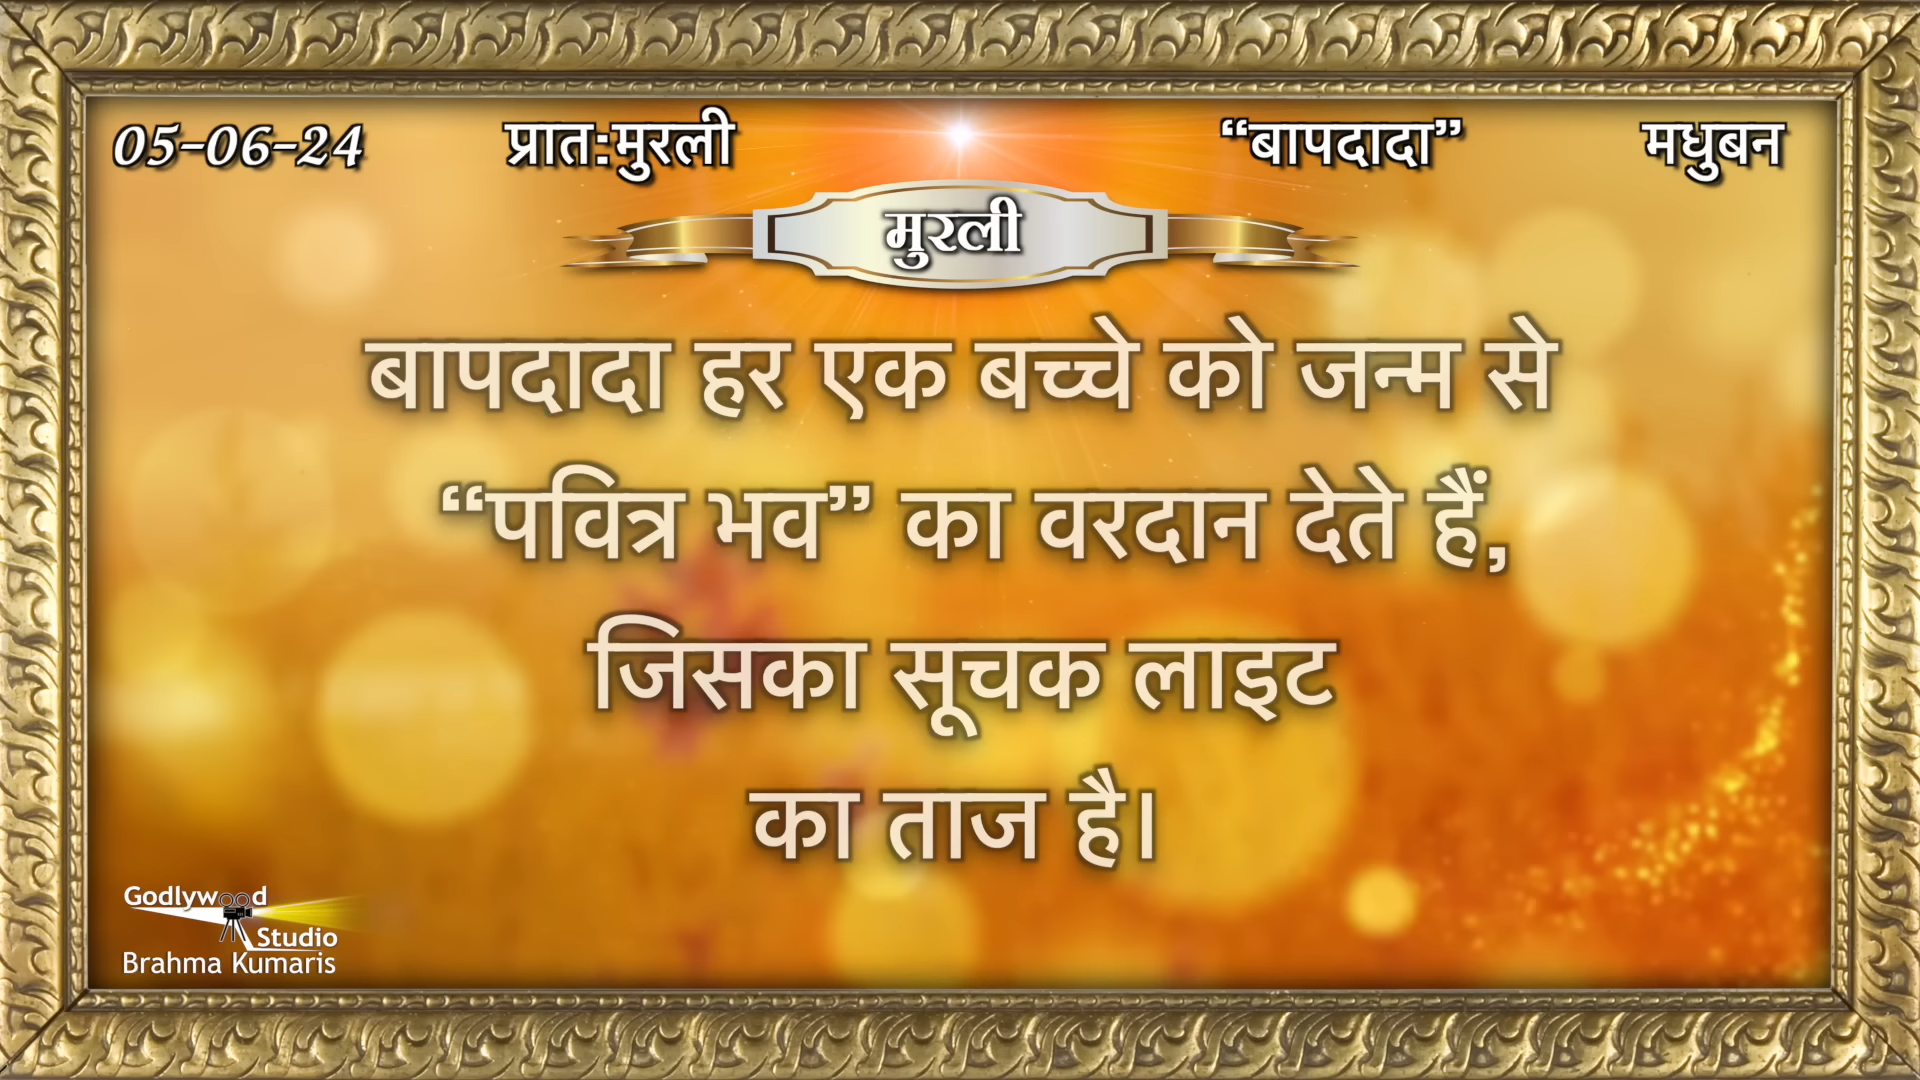 05-06-24 प्रात:मुरली “बापदादा” मधुबन
मुरली
बापदादा हर एक बच्चे को जन्म से
“पवित्र भव” का वरदान देते हैं,
जिसका सूचक लाइट
का ताज है।
Godlywood
Studio
Brahma Kumaris